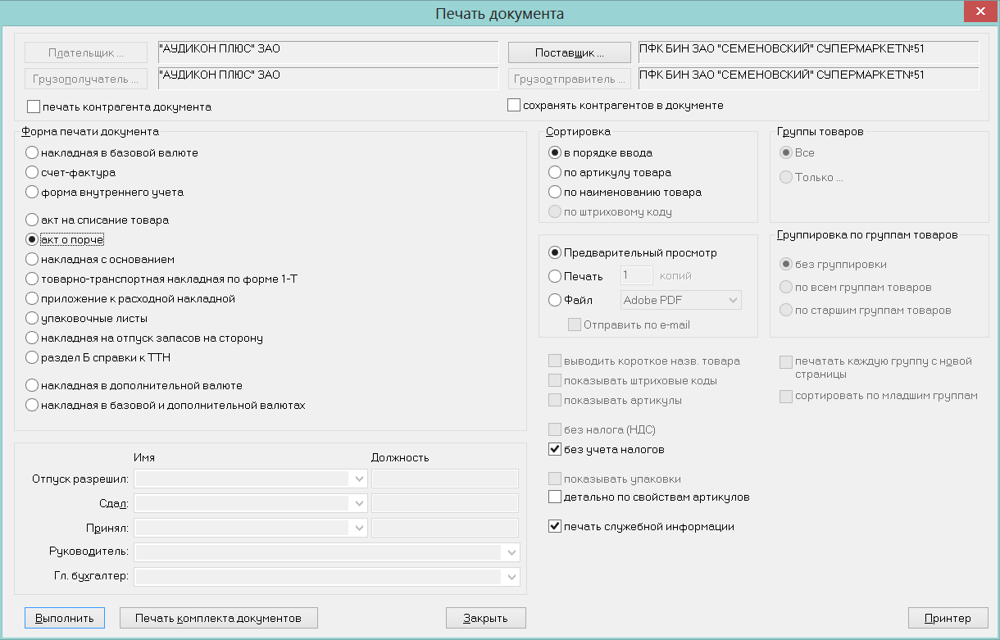 Печать документа
Плательщик ...
"АУДИКОН ПЛЮС" ЗАО
Поставщик ...
ПФК БИН ЗАО "СЕМЕНОВСКИЙ" СУПЕРМАРКЕТ№51
Грузополучатель ...
"АУДИКОН ПЛЮС" ЗАО
Грузоотправитель ...
ПФК БИН ЗАО "СЕМЕНОВСКИЙ" СУПЕРМАРКЕТ№51
печать контрагента документа
сохранять контрагентов в документе
Форма печати документа
накладная в базовой валюте
счет-фактура
форма внутреннего учета
акт на списание товара
акт о порче
накладная с основанием
товарно-транспортная накладная по форме 1-Т
приложение к расходной накладной
упаковочные листы
накладная на отпуск запасов на сторону
раздел Б справки к ТТН
накладная в дополнительной валюте
накладная в базовой и дополнительной валютах
Сортировка
в порядке ввода
по артикулу товара
по наименованию товара
по штриховому коду
Группы товаров
Все
Только ...
Предварительный просмотр
Печать 1 копий
Файл Adobe PDF
Отправить по e-mail
Группировка по группам товаров
без группировки
по всем группам товаров
по старшим группам товаров
выводить короткое назв. товара
показывать штриховые коды
показывать артикулы
без налога (НДС)
без учета налогов
показывать упаковки
детально по свойствам артикулов
печать служебной информации
печатать каждую группу с новой
страницы
сортировать по младшим группам
Имя
Должность
Отпуск разрешил:
Сдал:
Принял:
Руководитель:
Гл. бухгалтер:
Выполнить
Печать комплекта документов
Закрыть
Принтер